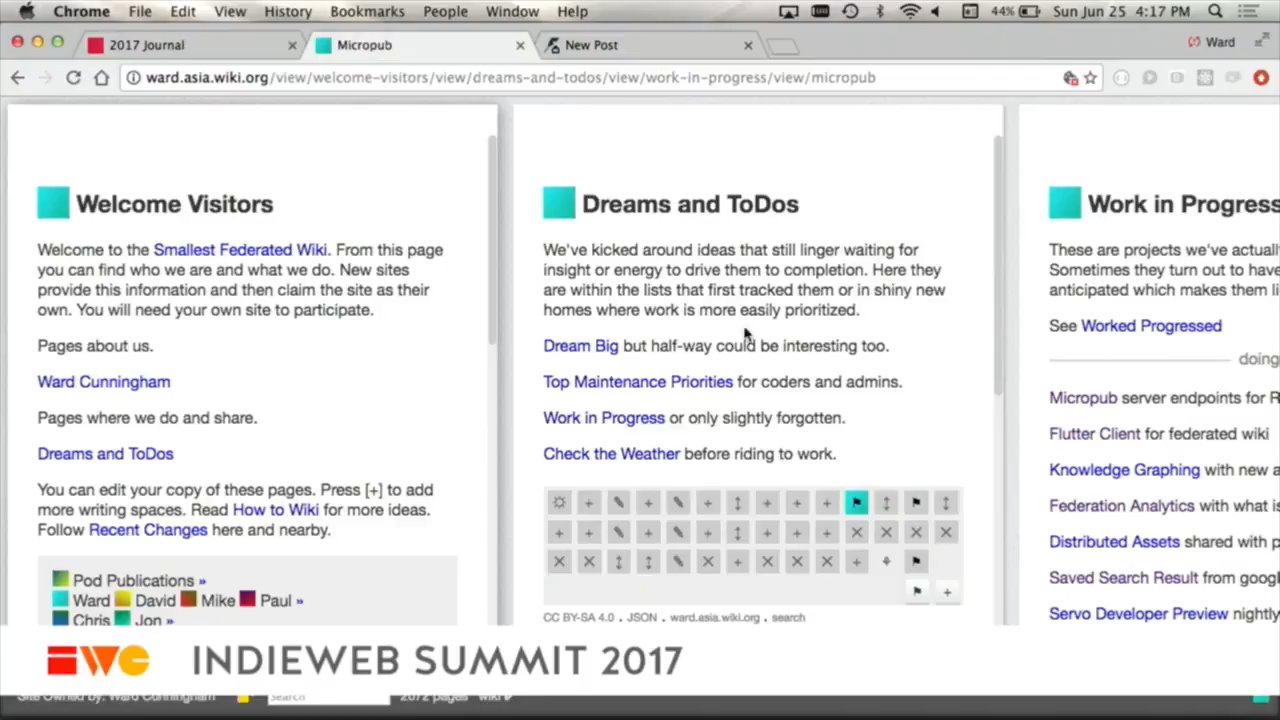 Chrome File Edit View History Bookmarks People Window Help 44% Sun Jun 25 4:17 PM
2017 Journal Micropub New Post Ward
ward.asia.wiki.org/view/welcome-visitors/view/dreams-and-todos/view/work-in-progress/view/micropub
Welcome Visitors
Welcome to the Smallest Federated Wiki. From this page
you can find who we are and what we do. New sites
provide this information and then claim the site as their
own. You will need your own site to participate.
Pages about us.
Ward Cunningham
Pages where we do and share.
Dreams and ToDos
You can edit your copy of these pages. Press [+] to add
more writing spaces. Read How to Wiki for more ideas.
Follow Recent Changes here and nearby.
Pod Publications »
Ward David Mike Paul »
Chris Jon »
Dreams and ToDos
We've kicked around ideas that still linger waiting for
insight or energy to drive them to completion. Here they
are within the lists that first tracked them or in shiny new
homes where work is more easily prioritized.
Dream Big but half-way could be interesting too.
Top Maintenance Priorities for coders and admins.
Work in Progress or only slightly forgotten.
Check the Weather before riding to work.
CC BY-SA 4.0 . JSON . ward.asia.wiki.org . search
Work in Progress
These are projects we've actually
Sometimes they turn out to have
anticipated which makes them li
See Worked Progressed
doing
Micropub server endpoints for R
Flutter Client for federated wiki
Knowledge Graphing with new a
Federation Analytics with what is
Distributed Assets shared with p
Saved Search Result from goog
Servo Developer Preview nightly
IWC INDIEWEB SUMMIT 2017
Site Owned by: Ward Cunningham Search 2072 pages wiki